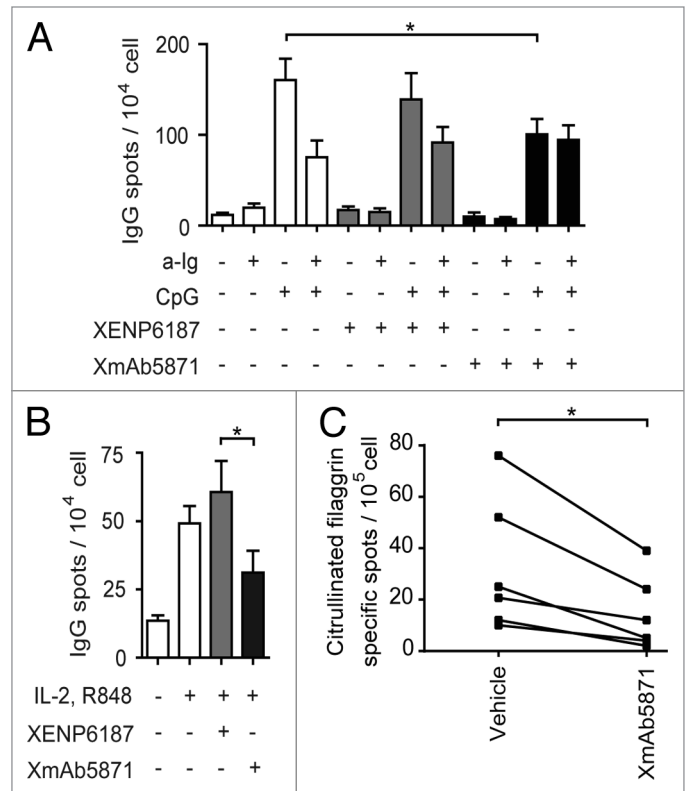 A
*
IgG spots / 10⁴ cell
200
100
0
a-Ig - + - + - + - + - + - +
CpG - - + + - - + + - - + +
XENP6187 - - - - + + + + - - - -
XmAb5871 - - - - - - - - + + + +
B
*
IgG spots / 10⁴ cell
75
50
25
0
IL-2, R848 - + + +
XENP6187 - - + -
XmAb5871 - - - +
C
*
Citrullinated filaggrin
specific spots / 10⁵ cell
80
60
40
20
0
Vehicle
XmAb5871